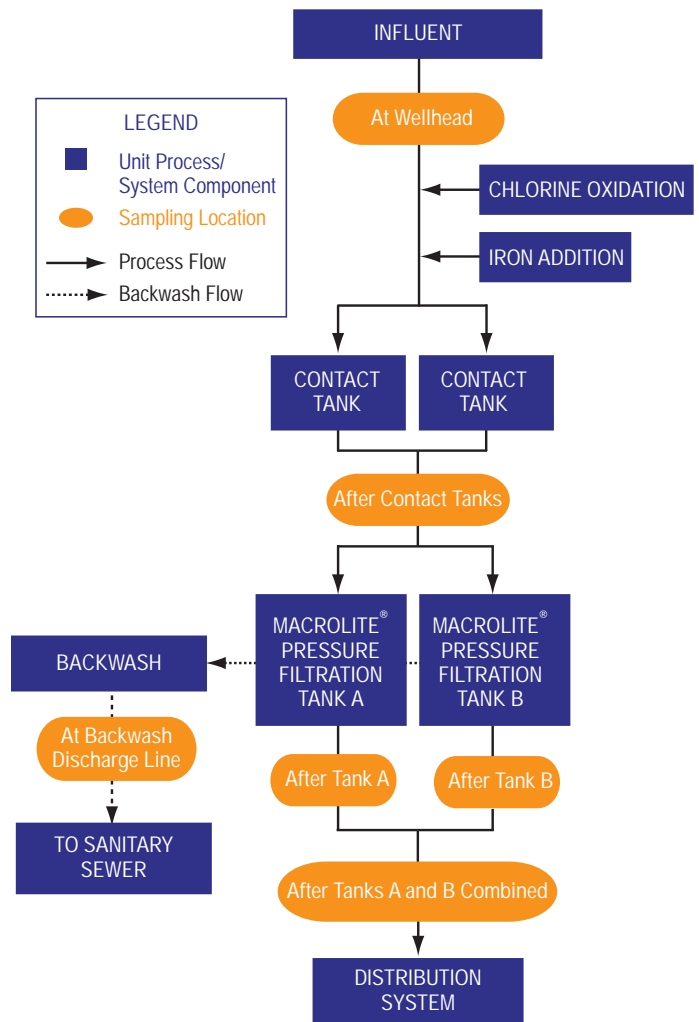 INFLUENT
At Wellhead
LEGEND
Unit Process/
System Component
Sampling Location
Process Flow
Backwash Flow
CHLORINE OXIDATION
IRON ADDITION
CONTACT
TANK
CONTACT
TANK
After Contact Tanks
MACROLITE®
PRESSURE
FILTRATION
TANK A
MACROLITE®
PRESSURE
FILTRATION
TANK B
BACKWASH
At Backwash
Discharge Line
TO SANITARY
SEWER
After Tank A
After Tank B
After Tanks A and B Combined
DISTRIBUTION
SYSTEM